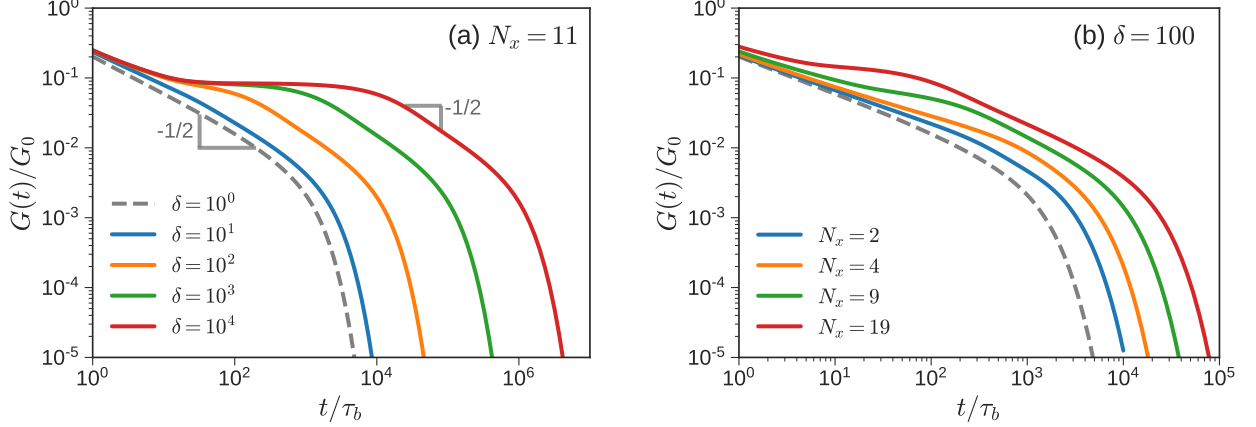 (a) N_x = 11
G(t)/G_0
10^0
10^-1
10^-2
10^-3
10^-4
10^-5
-1/2
-1/2
δ = 10^0
δ = 10^1
δ = 10^2
δ = 10^3
δ = 10^4
10^0 10^2 10^4 10^6
t/τ_b
(b) δ = 100
G(t)/G_0
10^0
10^-1
10^-2
10^-3
10^-4
10^-5
N_x = 2
N_x = 4
N_x = 9
N_x = 19
10^0 10^1 10^2 10^3 10^4 10^5
t/τ_b